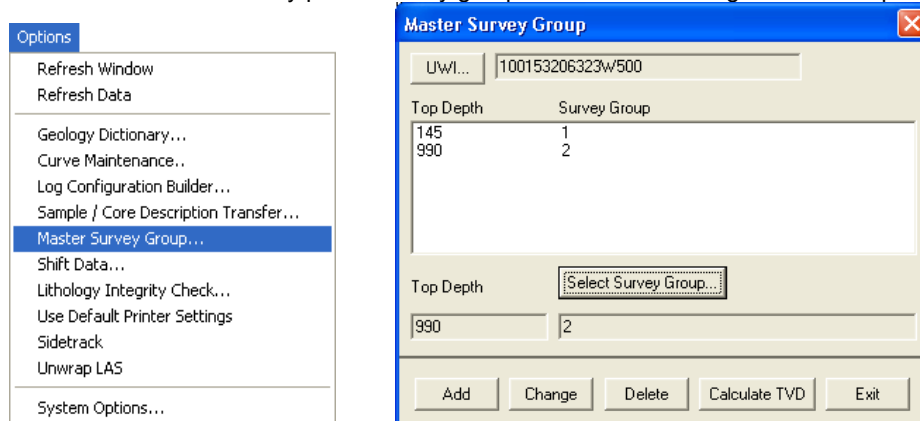 Options
Refresh Window
Refresh Data
Geology Dictionary...
Curve Maintenance..
Log Configuration Builder...
Sample / Core Description Transfer...
Master Survey Group...
Shift Data...
Lithology Integrity Check...
Use Default Printer Settings
Sidetrack
Unwrap LAS
System Options...
Master Survey Group
UWI... 100153206323W500
Top Depth Survey Group
145 1
990 2
Top Depth Select Survey Group...
990 2
Add Change Delete Calculate TVD Exit